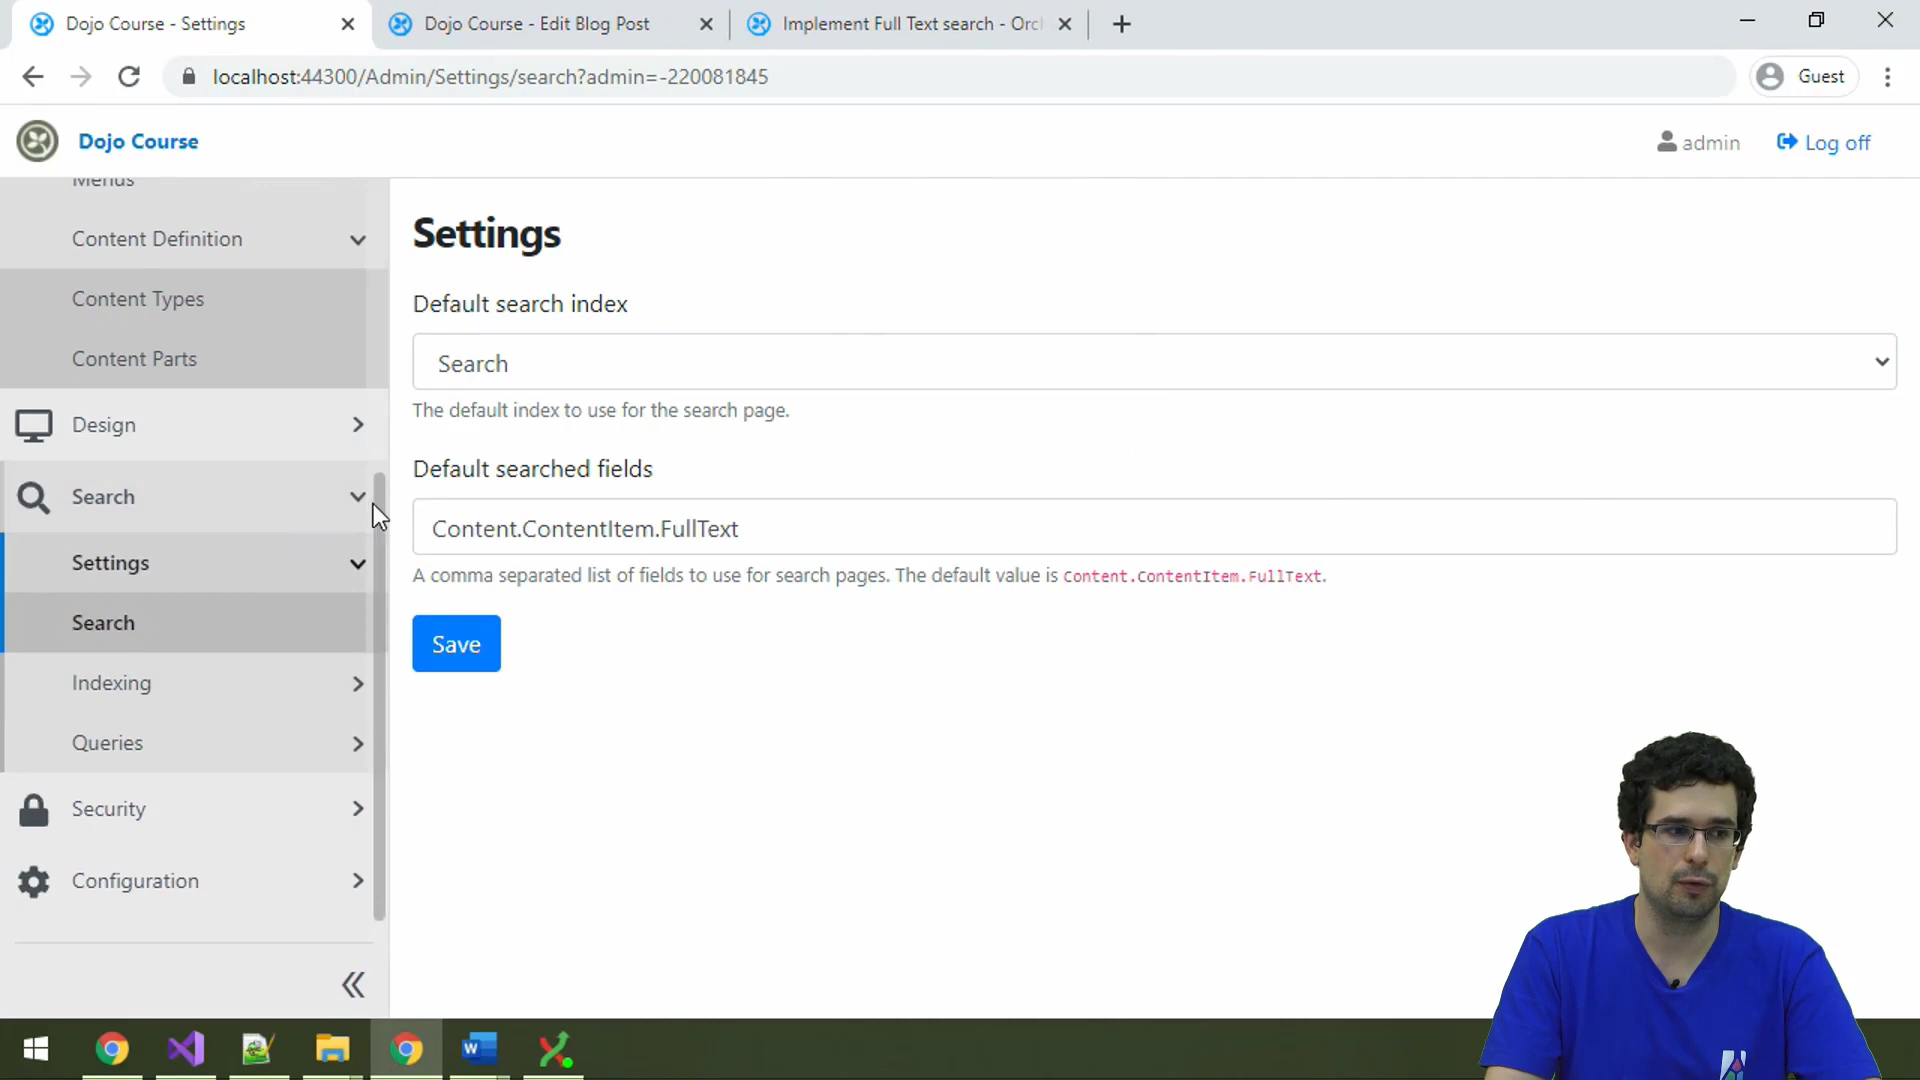 Dojo Course - Settings
Dojo Course - Edit Blog Post
Implement Full Text search - Orc
localhost:44300/Admin/Settings/search?admin=-220081845
Guest
Dojo Course
admin
Log off
Menus
Content Definition
Content Types
Content Parts
Design
Search
Settings
Search
Indexing
Queries
Security
Configuration
Settings
Default search index
Search
The default index to use for the search page.
Default searched fields
Content.ContentItem.FullText
A comma separated list of fields to use for search pages. The default value is Content.ContentItem.FullText.
Save